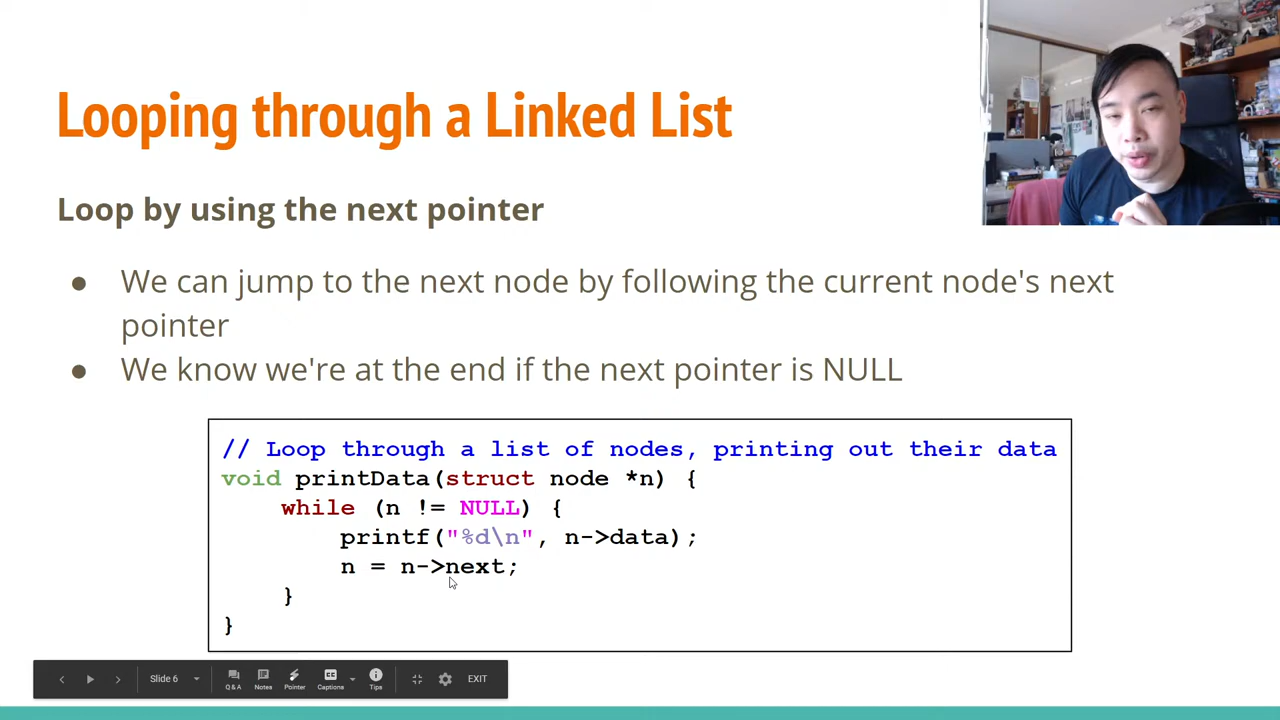 Looping through a Linked List
Loop by using the next pointer
● We can jump to the next node by following the current node's next
pointer
● We know we're at the end if the next pointer is NULL
// Loop through a list of nodes, printing out their data
void printData(struct node *n) {
    while (n != NULL) {
        printf("%d\n", n->data);
        n = n->next;
    }
}
Slide 6
Q & A
Notes
Pointer
Captions
Tips
EXIT